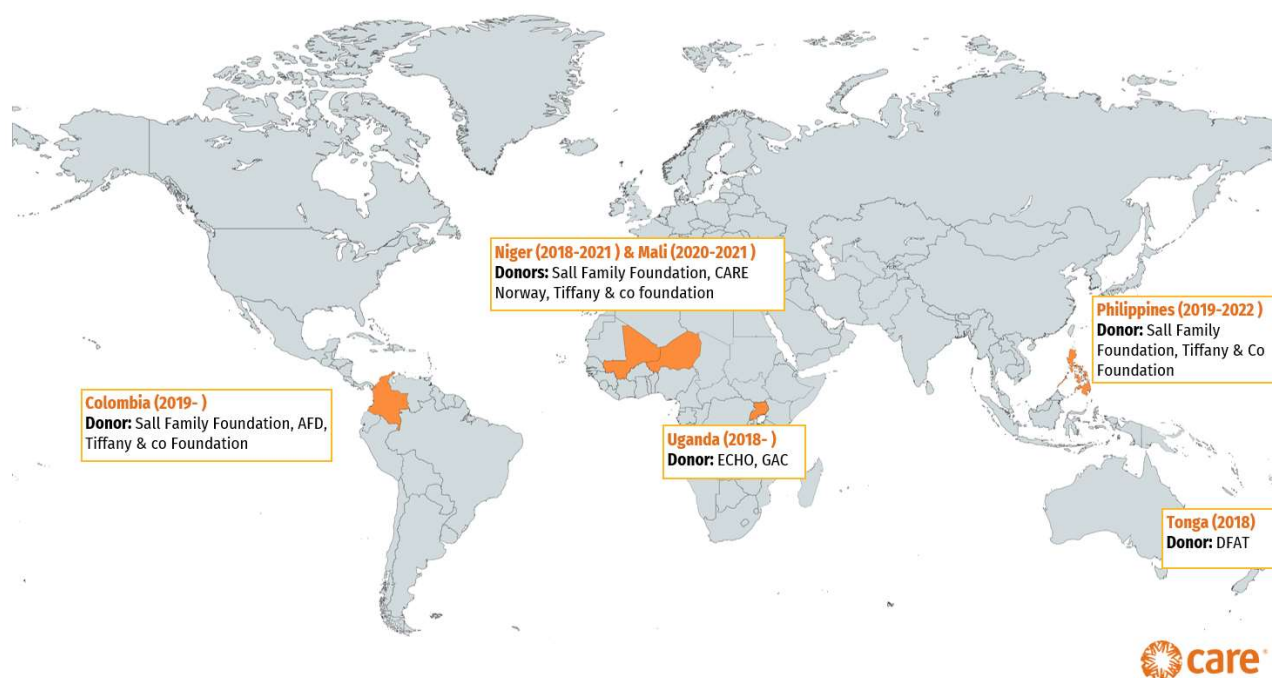 Niger (2018-2021 ) & Mali (2020-2021 )
Donors: Sall Family Foundation, CARE
Norway, Tiffany & co foundation
Philippines (2019-2022 )
Donor: Sall Family
Foundation, Tiffany & Co
Foundation
Colombia (2019- )
Donor: Sall Family Foundation, AFD,
Tiffany & co Foundation
Uganda (2018- )
Donor: ECHO, GAC
Tonga (2018)
Donor: DFAT
care®